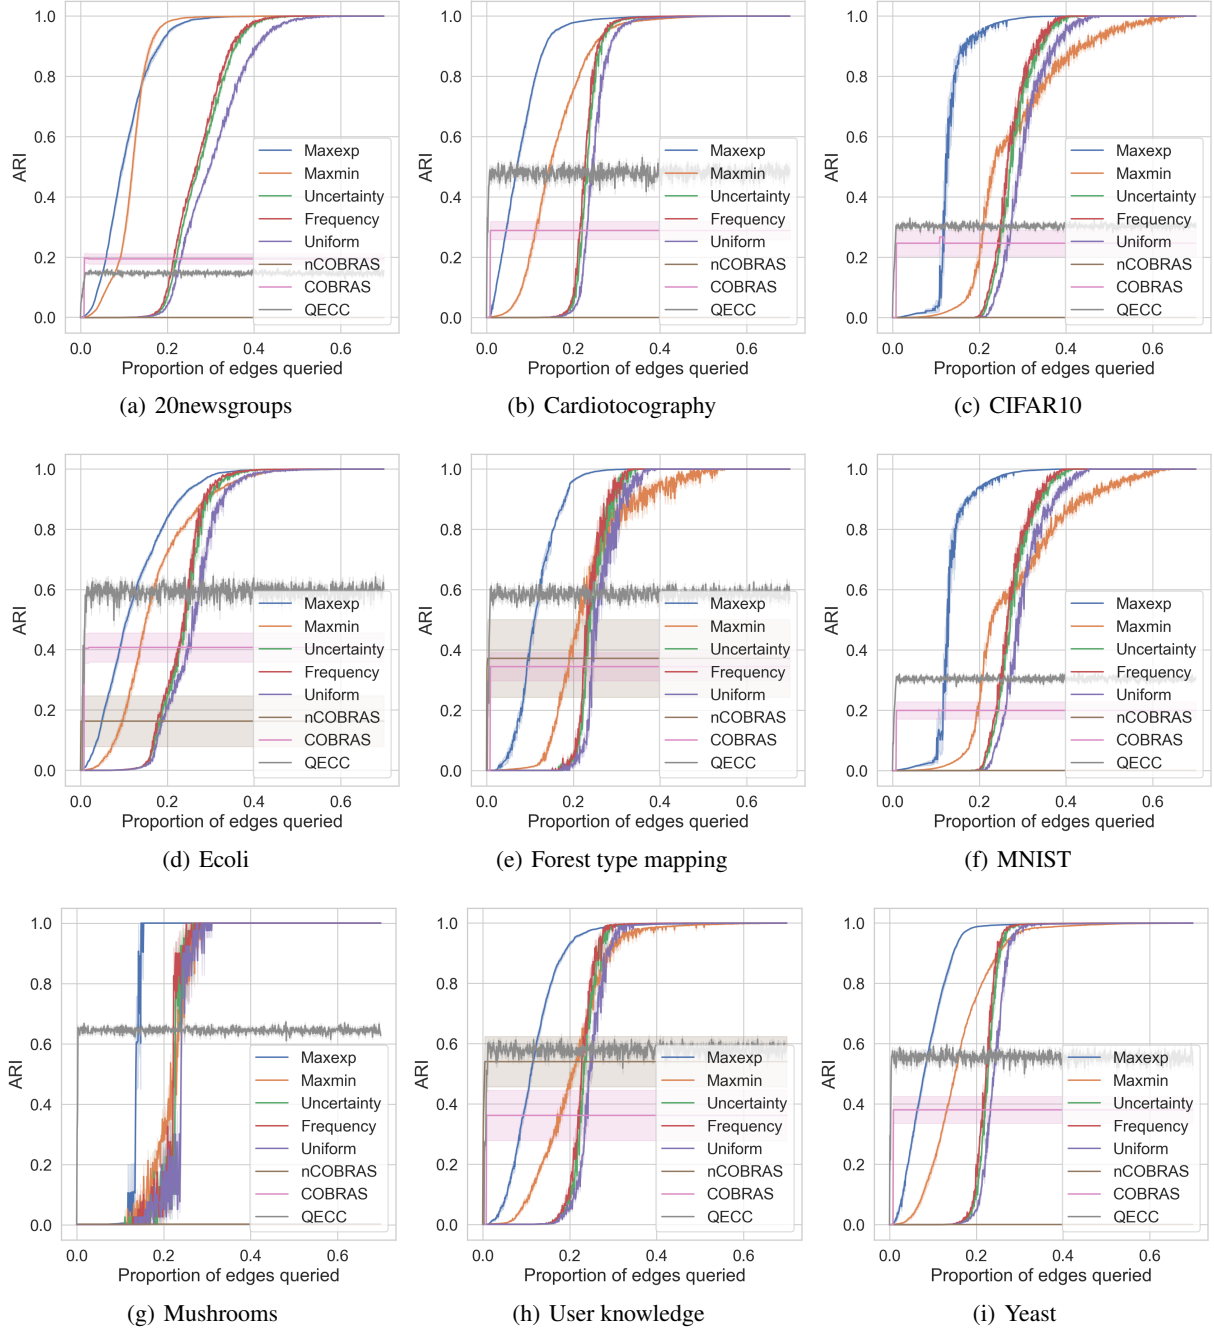 1.0
0.8
0.6
0.4
0.2
0.0
ARI
Maxexp
Maxmin
Uncertainty
Frequency
Uniform
nCOBRAS
COBRAS
QECC
0.0 0.2 0.4 0.6
Proportion of edges queried
(a) 20newsgroups
1.0
0.8
0.6
0.4
0.2
0.0
ARI
Maxexp
Maxmin
Uncertainty
Frequency
Uniform
nCOBRAS
COBRAS
QECC
0.0 0.2 0.4 0.6
Proportion of edges queried
(b) Cardiotocography
1.0
0.8
0.6
0.4
0.2
0.0
ARI
Maxexp
Maxmin
Uncertainty
Frequency
Uniform
nCOBRAS
COBRAS
QECC
0.0 0.2 0.4 0.6
Proportion of edges queried
(c) CIFAR10
1.0
0.8
0.6
0.4
0.2
0.0
ARI
Maxexp
Maxmin
Uncertainty
Frequency
Uniform
nCOBRAS
COBRAS
QECC
0.0 0.2 0.4 0.6
Proportion of edges queried
(d) Ecoli
1.0
0.8
0.6
0.4
0.2
0.0
ARI
Maxexp
Maxmin
Uncertainty
Frequency
Uniform
nCOBRAS
COBRAS
QECC
0.0 0.2 0.4 0.6
Proportion of edges queried
(e) Forest type mapping
1.0
0.8
0.6
0.4
0.2
0.0
ARI
Maxexp
Maxmin
Uncertainty
Frequency
Uniform
nCOBRAS
COBRAS
QECC
0.0 0.2 0.4 0.6
Proportion of edges queried
(f) MNIST
1.0
0.8
0.6
0.4
0.2
0.0
ARI
Maxexp
Maxmin
Uncertainty
Frequency
Uniform
nCOBRAS
COBRAS
QECC
0.0 0.2 0.4 0.6
Proportion of edges queried
(g) Mushrooms
1.0
0.8
0.6
0.4
0.2
0.0
ARI
Maxexp
Maxmin
Uncertainty
Frequency
Uniform
nCOBRAS
COBRAS
QECC
0.0 0.2 0.4 0.6
Proportion of edges queried
(h) User knowledge
1.0
0.8
0.6
0.4
0.2
0.0
ARI
Maxexp
Maxmin
Uncertainty
Frequency
Uniform
nCOBRAS
COBRAS
QECC
0.0 0.2 0.4 0.6
Proportion of edges queried
(i) Yeast